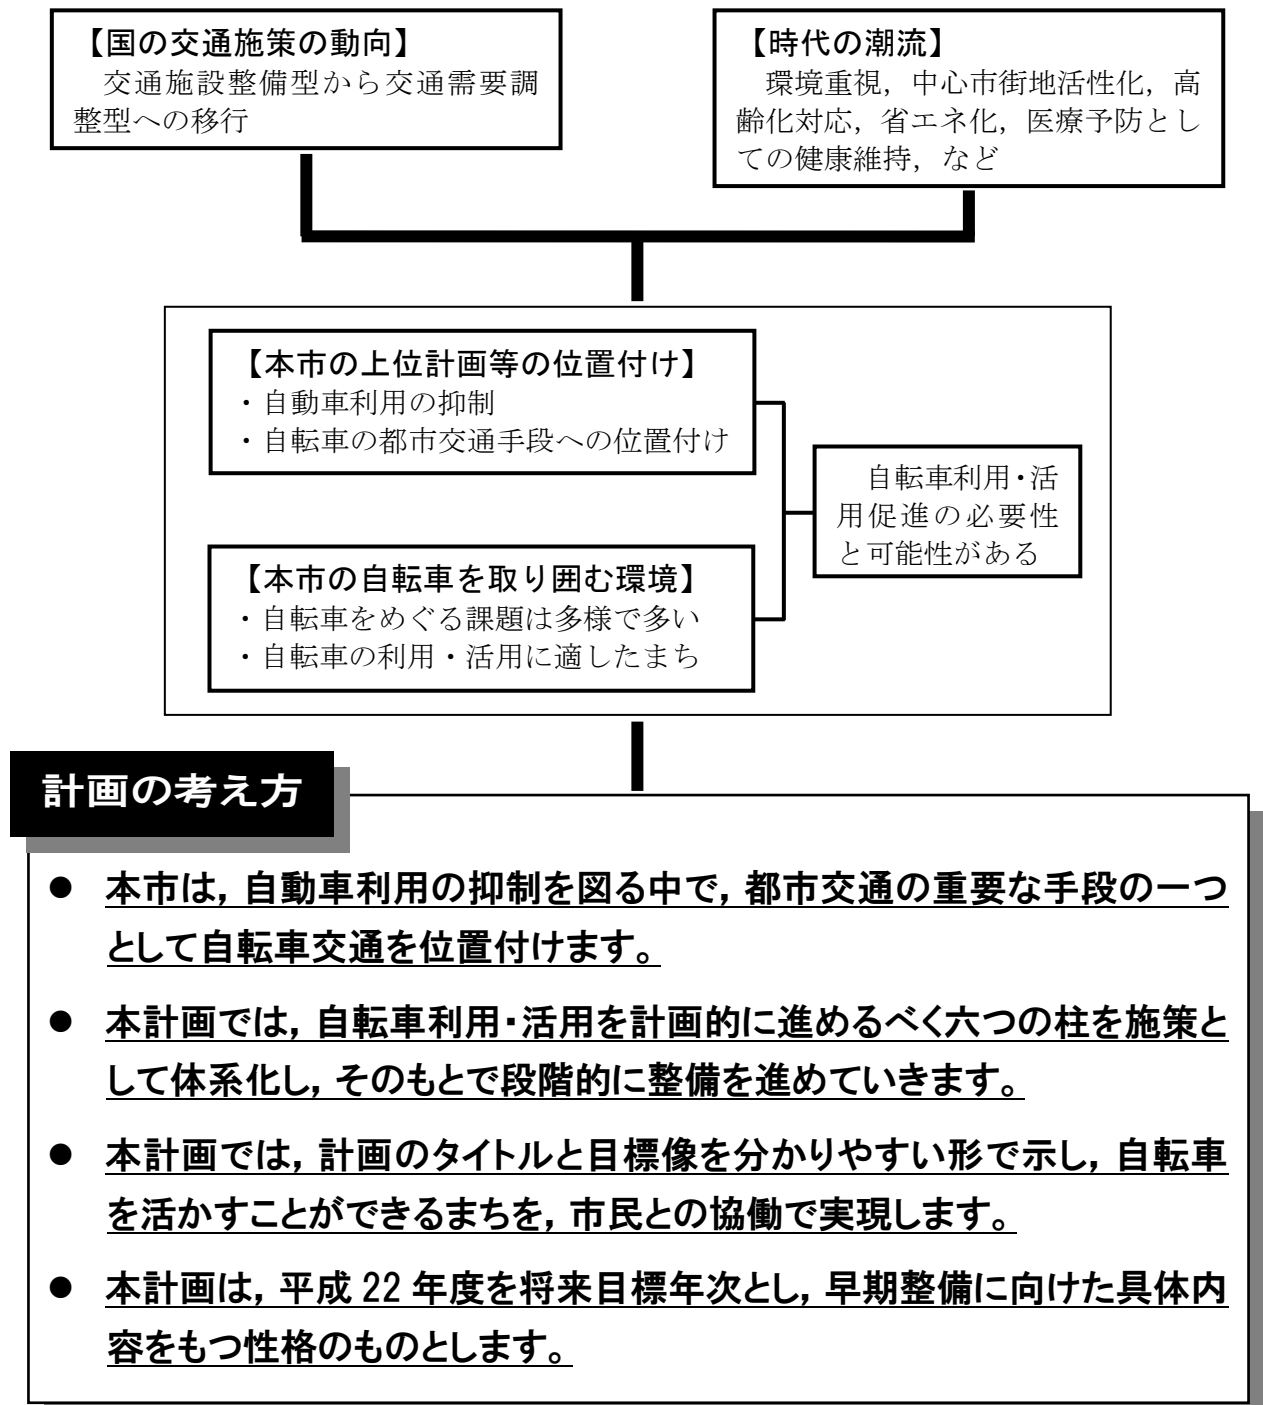 【国の交通施策の動向】
交通施設整備型から交通需要調
整型への移行
【時代の潮流】
環境重視，中心市街地活性化，高
齢化対応，省エネ化，医療予防とし
ての健康維持，など
【本市の上位計画等の位置付け】
・自動車利用の抑制
・自転車の都市交通手段への位置付け
【本市の自転車を取り囲む環境】
・自転車をめぐる課題は多様で多い
・自転車の利用・活用に適したまち
自転車利用・活
用促進の必要性
と可能性がある
計画の考え方
● 本市は，自動車利用の抑制を図る中で，都市交通の重要な手段の一つ
として自転車交通を位置付けます。
● 本計画では，自転車利用・活用を計画的に進めるべく六つの柱を施策と
して体系化し，そのもとで段階的に整備を進めていきます。
● 本計画では，計画のタイトルと目標像を分かりやすい形で示し，自転車
を活かすことができるまちを，市民との協働で実現します。
● 本計画は，平成 22 年度を将来目標年次とし，早期整備に向けた具体内
容をもつ性格のものとします。